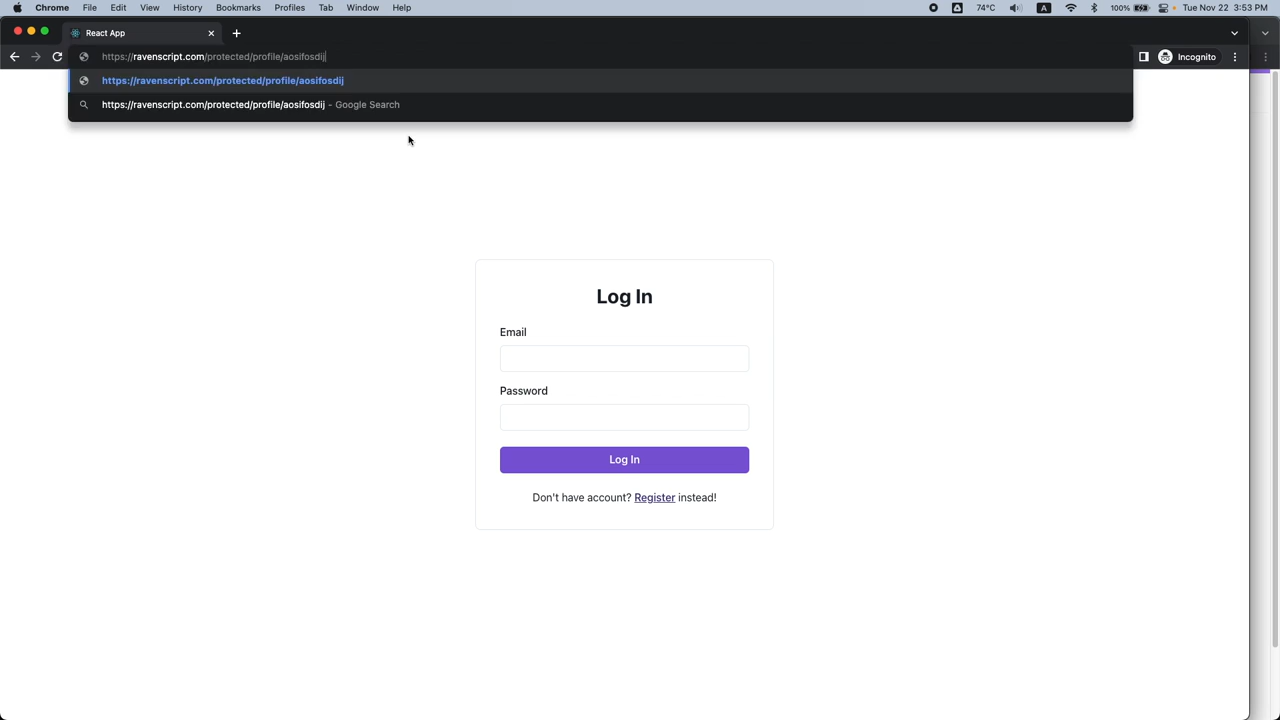 Chrome File Edit View History Bookmarks Profiles Tab Window Help 74°C A 100% Tue Nov 22 3:53 PM
React App
https://ravenscript.com/protected/profile/aosifosdij Incognito
https://ravenscript.com/protected/profile/aosifosdij
https://ravenscript.com/protected/profile/aosifosdij - Google Search
Log In
Email
Password
Log In
Don't have account? Register instead!